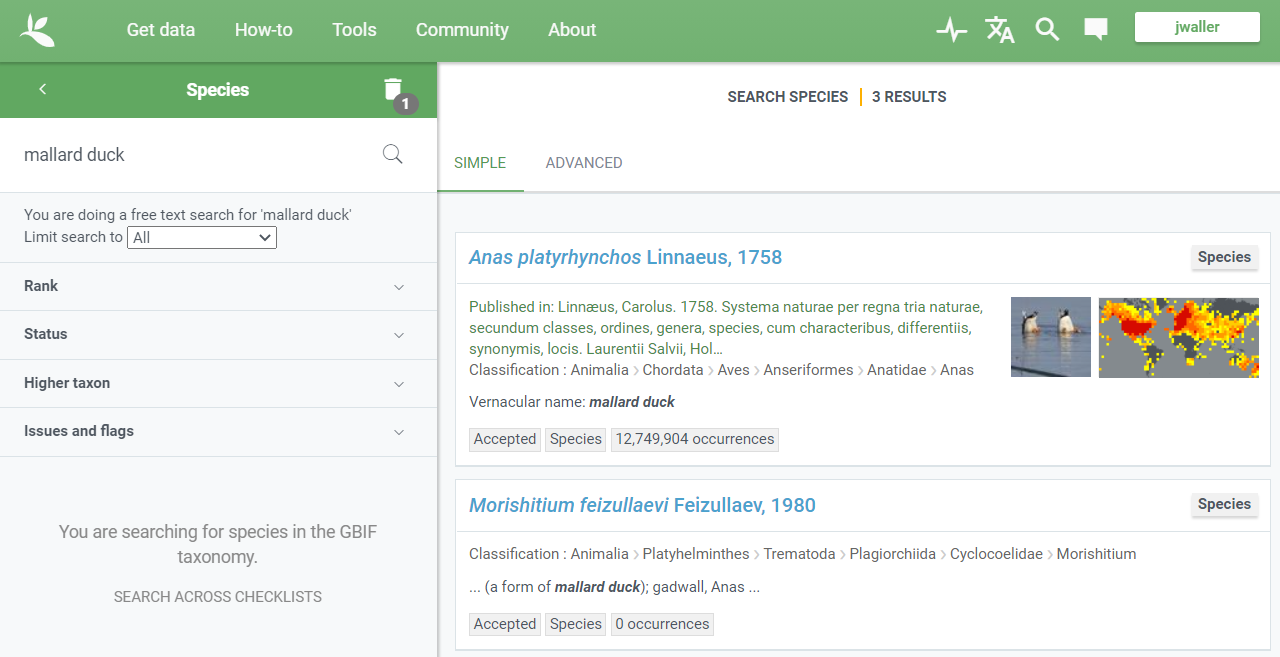 Get data How-to Tools Community About
jwaller
Species
1
mallard duck
You are doing a free text search for 'mallard duck'
Limit search to All
Rank
Status
Higher taxon
Issues and flags
You are searching for species in the GBIF
taxonomy.
SEARCH ACROSS CHECKLISTS
SEARCH SPECIES | 3 RESULTS
SIMPLE ADVANCED
Anas platyrhynchos Linnaeus, 1758
Species
Published in: Linnæus, Carolus. 1758. Systema naturae per regna tria naturae,
secundum classes, ordines, genera, species, cum characteribus, differentiis,
synonymis, locis. Laurentii Salvii, Hol...
Classification : Animalia › Chordata › Aves › Anseriformes › Anatidae › Anas
Vernacular name: mallard duck
Accepted Species 12,749,904 occurrences
Morishitium feizullaevi Feizullaev, 1980
Species
Classification : Animalia › Platyhelminthes › Trematoda › Plagiorchiida › Cyclocoelidae › Morishitium
... (a form of mallard duck); gadwall, Anas ...
Accepted Species 0 occurrences